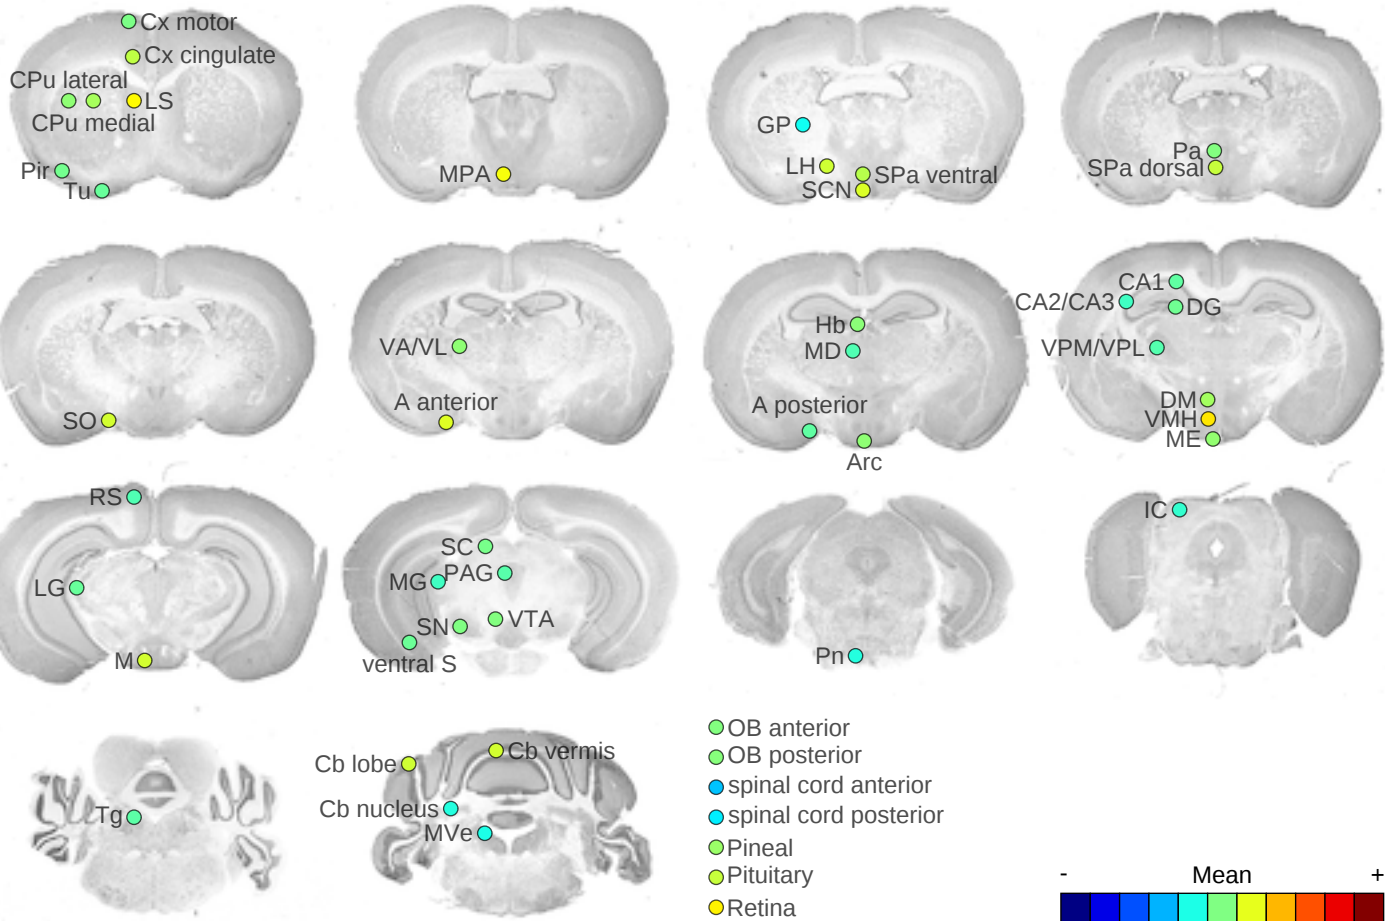 Cx motor
Cx cingulate
CPu lateral
LS
CPu medial
Pir
Tu
MPA
GP
LH
SPa ventral
SCN
Pa
SPa dorsal
SO
VA/VL
A anterior
Hb
MD
A posterior
Arc
CA1
CA2/CA3
DG
VPM/VPL
DM
VMH
ME
RS
LG
M
SC
MG
PAG
SN
VTA
ventral S
Pn
IC
Tg
Cb lobe
Cb vermis
Cb nucleus
MVe
OB anterior
OB posterior
spinal cord anterior
spinal cord posterior
Pineal
Pituitary
Retina
- Mean +